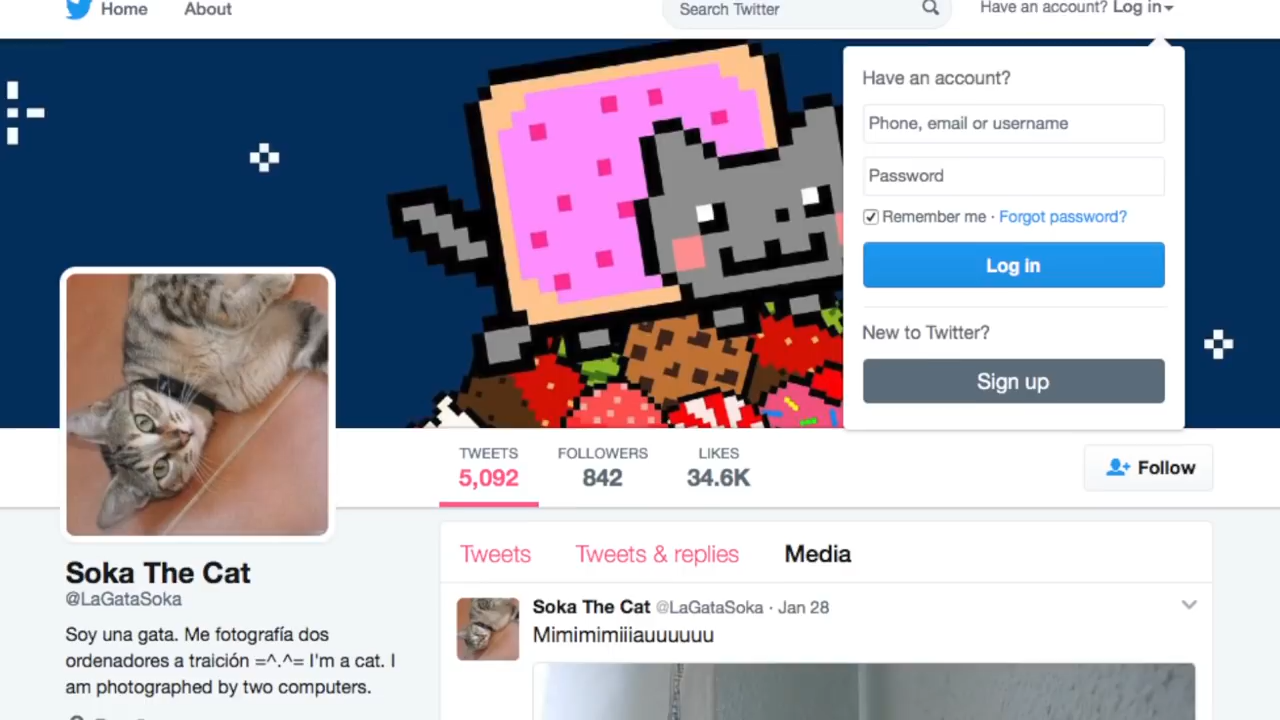 Home About Search Twitter Have an account? Log in
Have an account?
Phone, email or username
Password
Remember me · Forgot password?
Log in
New to Twitter?
Sign up
TWEETS FOLLOWERS LIKES
5,092 842 34.6K
Follow
Tweets Tweets & replies Media
Soka The Cat
@LaGataSoka
Soy una gata. Me fotografía dos
ordenadores a traición =^.^= I'm a cat. I
am photographed by two computers.
Soka The Cat @LaGataSoka · Jan 28
Mimimimiiiauuuuuu